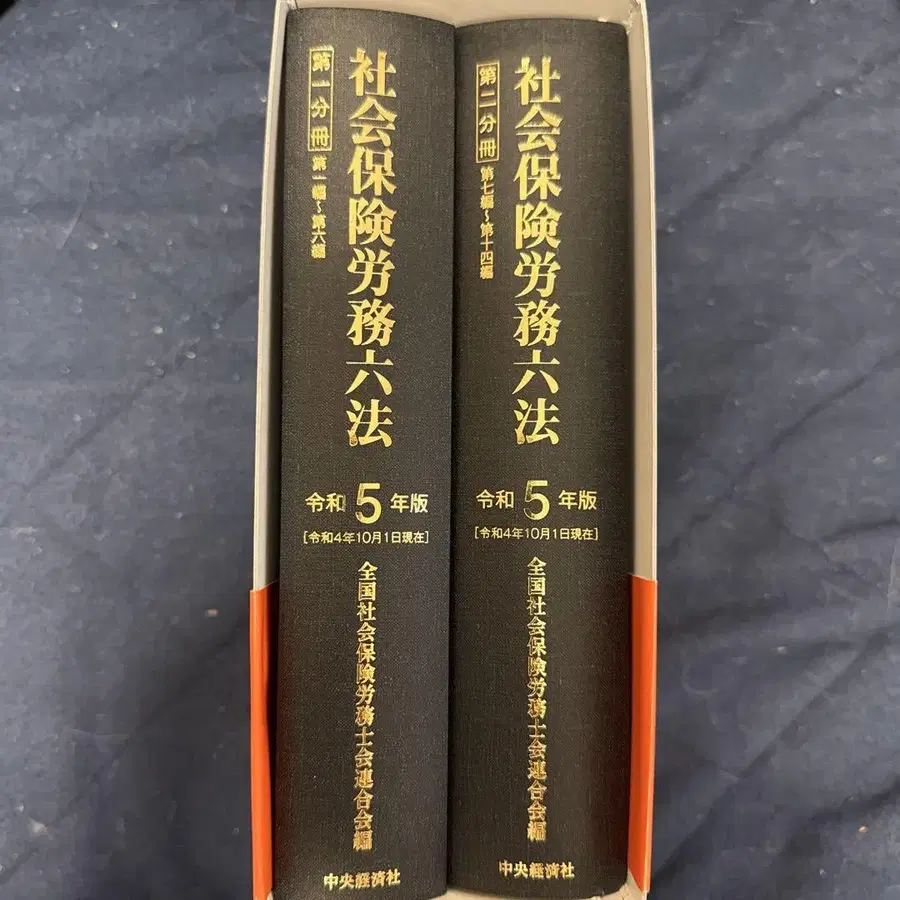 社会保険労務六法
第一分冊
第一編~第六編
令和5年版
[令和4年10月1日現在]
全国社会保険労務士会連合会編
中央経済社
社会保険労務六法
第二分冊
第七編~第十四編
令和5年版
[令和4年10月1日現在]
全国社会保険労務士会連合会編
中央経済社